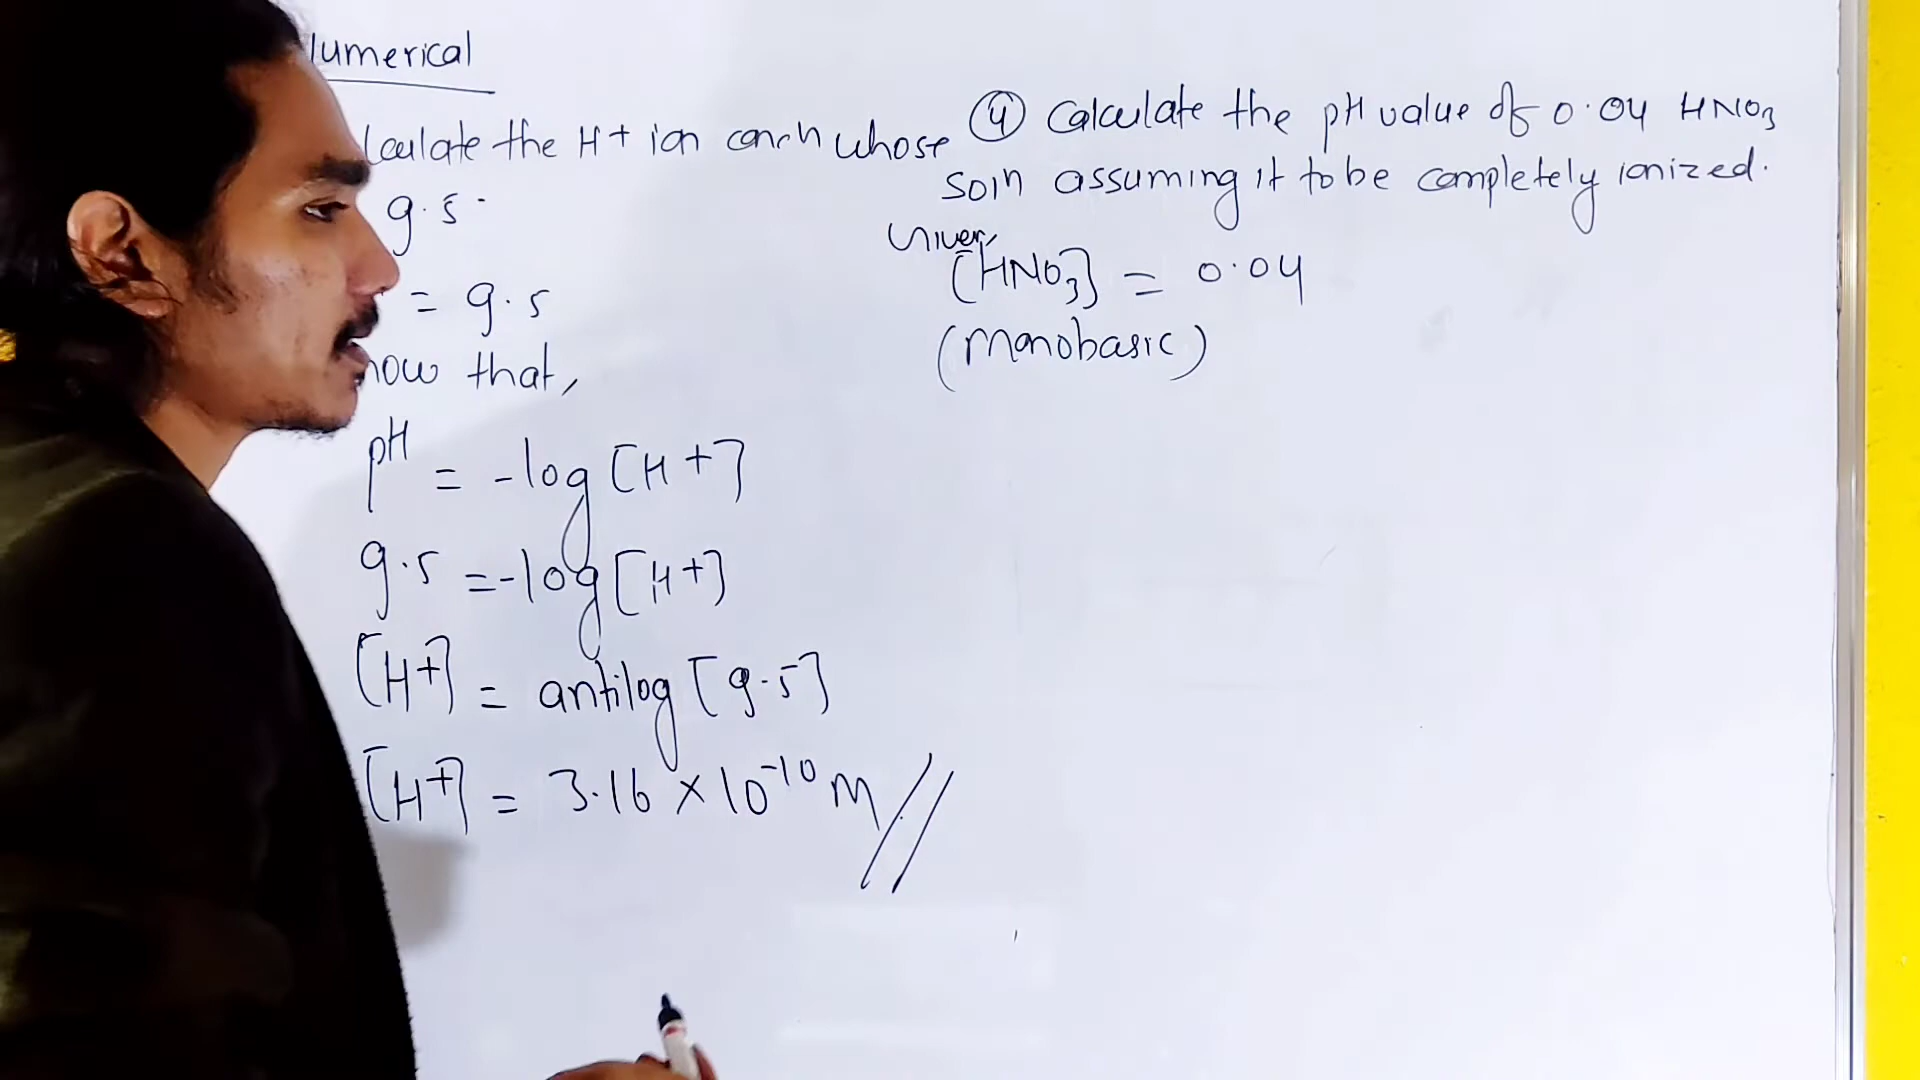 lumerical
lculate the H+ ion conc n whose
9.5.
= 9.5
now that,
pH = -log [H+]
9.5 = -log [H+]
[H+] = antilog [9.5]
[H+] = 3.16 × 10⁻¹⁰ M //
④ Calculate the pH value of 0.04 HNO₃
solⁿ assuming it to be completely ionized.
Given,
[HNO₃] = 0.04
(Monobasic)